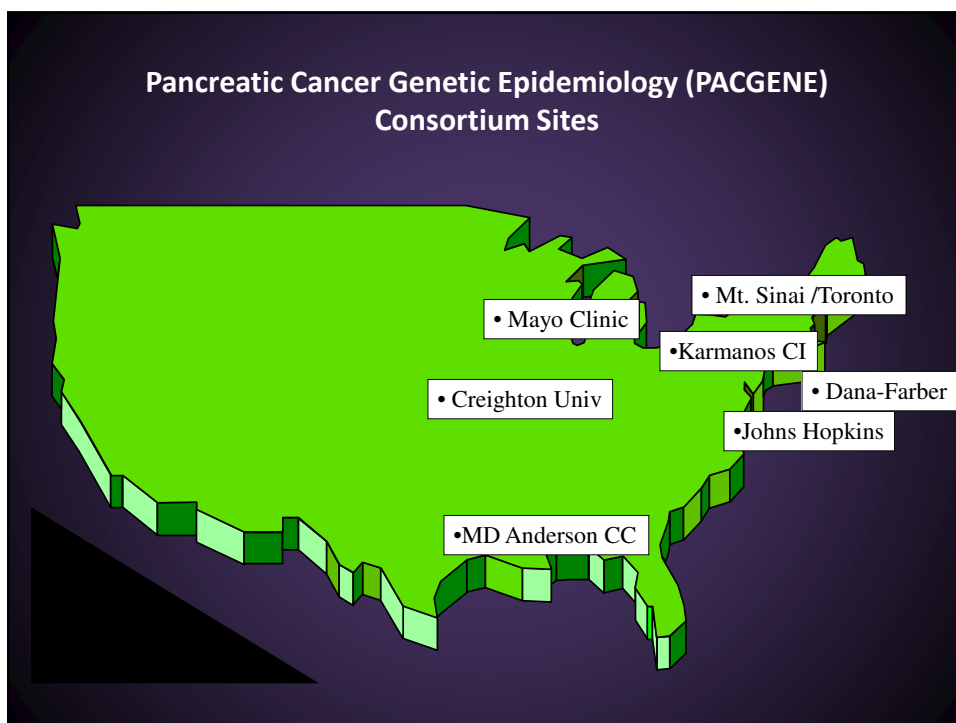 Pancreatic Cancer Genetic Epidemiology (PACGENE)
Consortium Sites
• Mt. Sinai /Toronto
• Mayo Clinic
•Karmanos CI
• Dana-Farber
• Creighton Univ
•Johns Hopkins
•MD Anderson CC